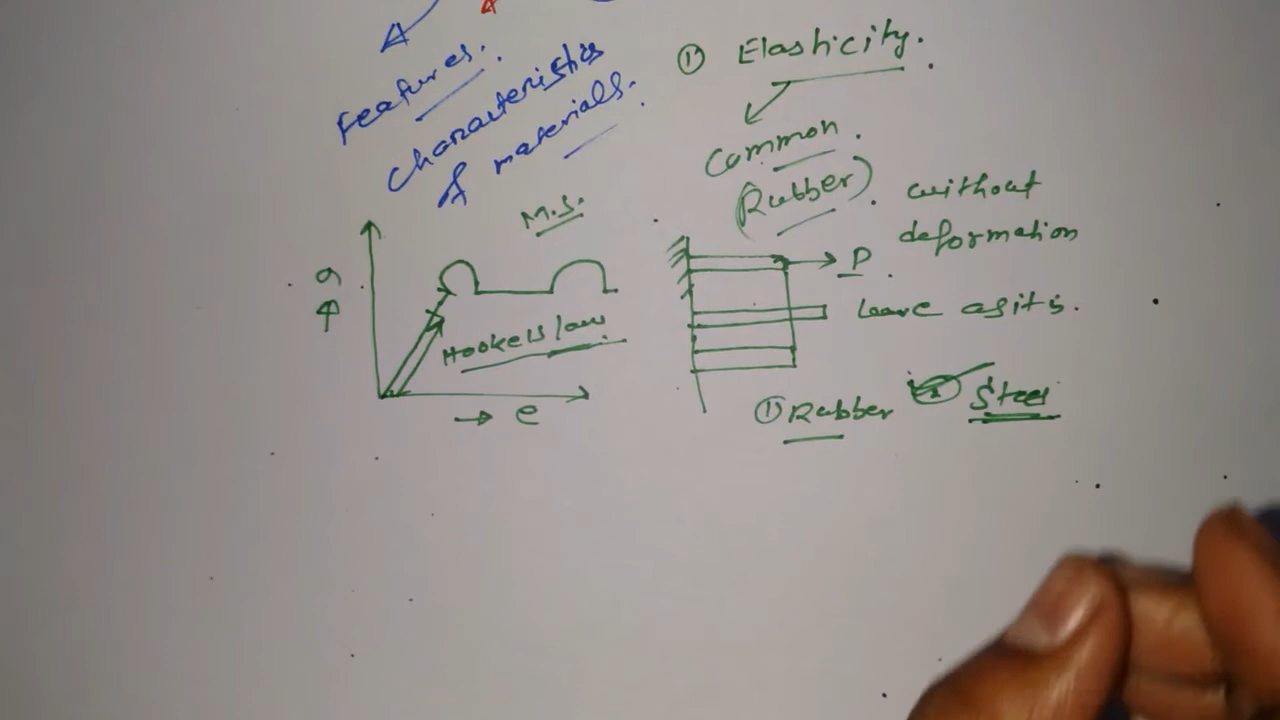 Features.
Characteristics
of materials.
① Elasticity.
Common.
(Rubber).
without
deformation
M.S.
σ
Hooke's law
e
P
leave as it is.
① Rubber ② Steel